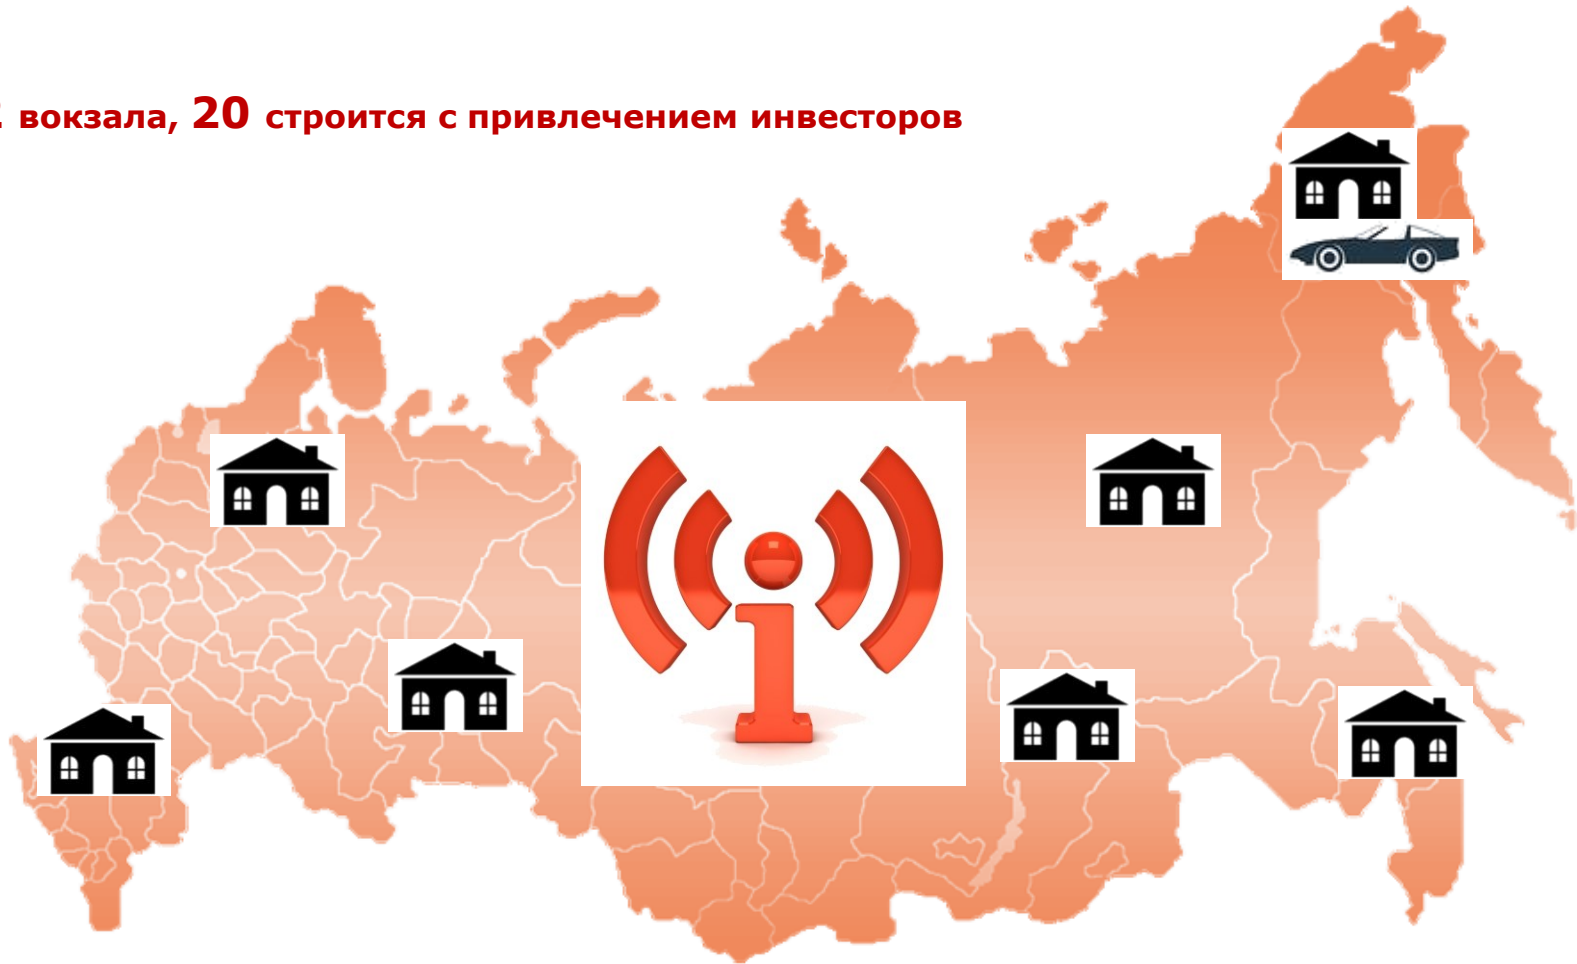 вокзала, 20 строится с привлечением инвесторов